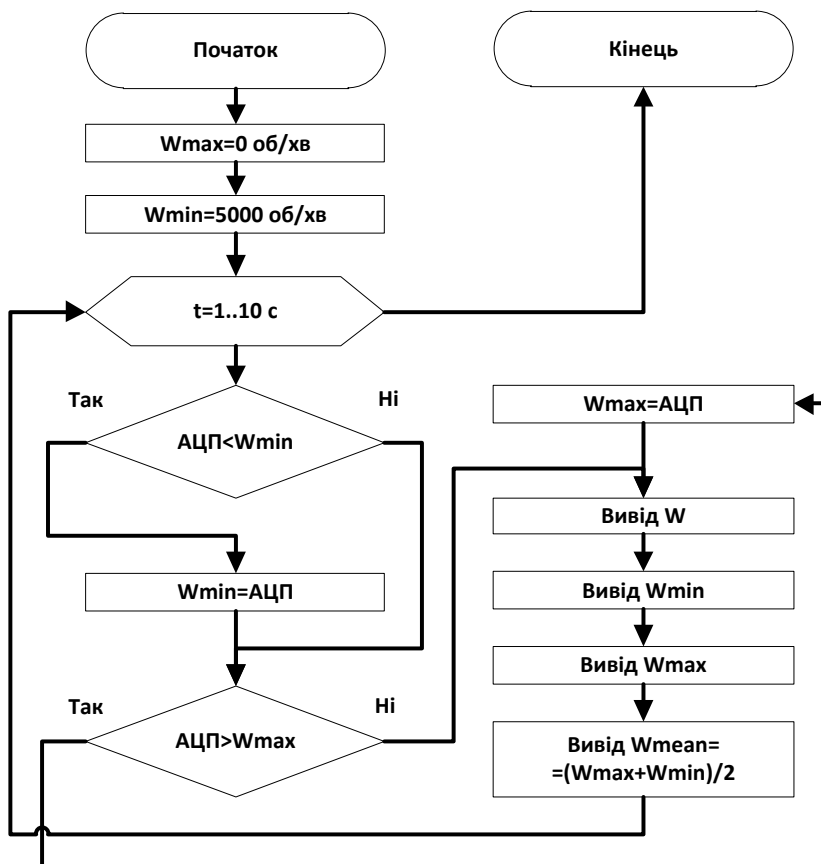 Початок
Wmax=0 об/хв
Wmin=5000 об/хв
t=1..10 с
Так
Ні
АЦП<Wmin
Wmin=АЦП
Так
Ні
АЦП>Wmax
Кінець
Wmax=АЦП
Вивід W
Вивід Wmin
Вивід Wmax
Вивід Wmean=
=(Wmax+Wmin)/2